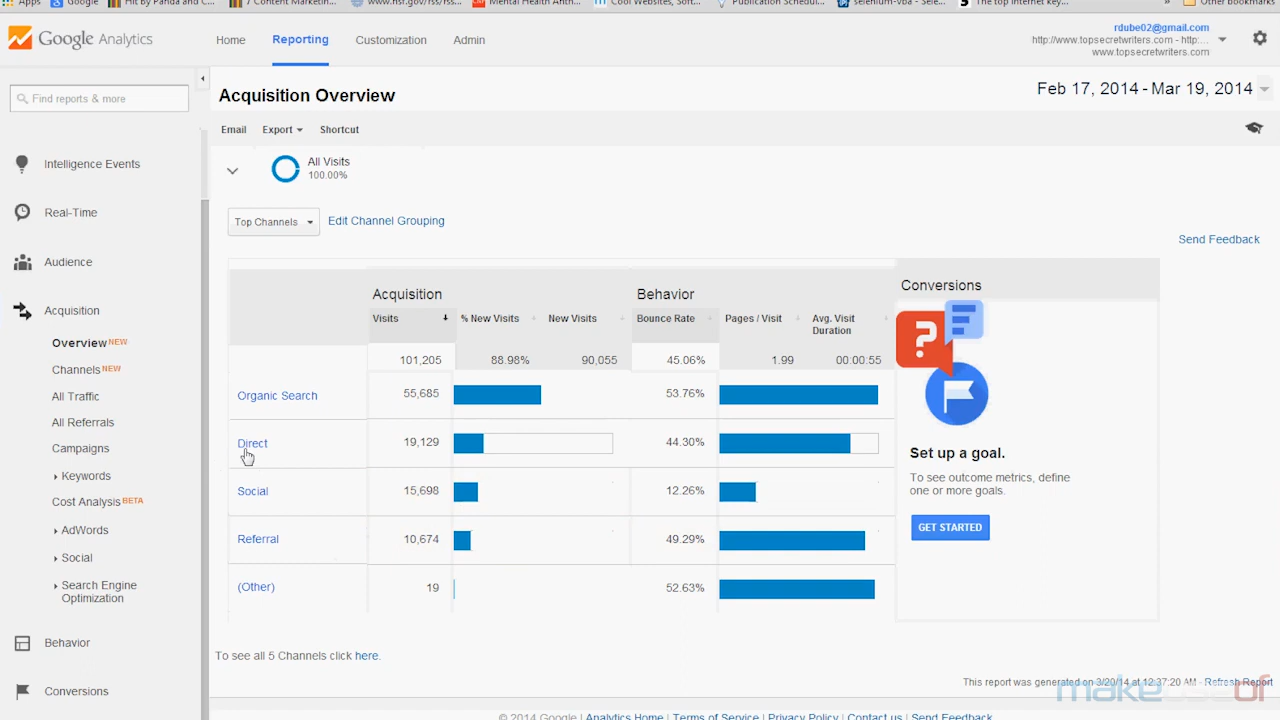 Apps
Google
Hit by Panda and C...
7 Content Marketin...
www.nsf.gov/rss/rss...
Mental Health Anth...
Cool Websites, Soft...
Publication Schedul...
selenium-vba - Sele...
The top Internet key...
»
Other bookmarks
Google Analytics
Home
Reporting
Customization
Admin
rdube02@gmail.com
http://www.topsecretwriters.com - http:...
www.topsecretwriters.com
Find reports & more
Acquisition Overview
Feb 17, 2014 - Mar 19, 2014
Email
Export
Shortcut
All Visits
100.00%
Top Channels
Edit Channel Grouping
Send Feedback
Intelligence Events
Real-Time
Audience
Acquisition
Overview NEW
Channels NEW
All Traffic
All Referrals
Campaigns
Keywords
Cost Analysis BETA
AdWords
Social
Search Engine
Optimization
Behavior
Conversions
Acquisition
Behavior
Conversions
Visits
% New Visits
New Visits
Bounce Rate
Pages / Visit
Avg. Visit
Duration
101,205
88.98%
90,055
45.06%
1.99
00:00:55
Organic Search
55,685
53.76%
Direct
19,129
44.30%
Social
15,698
12.26%
Referral
10,674
49.29%
(Other)
19
52.63%
?
Set up a goal.
To see outcome metrics, define
one or more goals.
GET STARTED
To see all 5 Channels click here.
This report was generated on 3/20/14 at 12:37:20 AM - Refresh Report
makeuseof
© 2014 Google | Analytics Home | Terms of Service | Privacy Policy | Contact us | Send Feedback